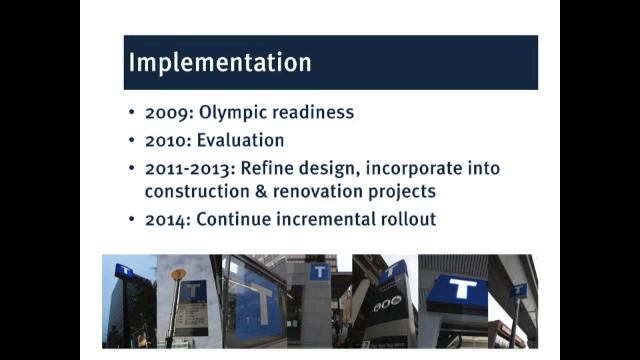 Implementation
• 2009: Olympic readiness
• 2010: Evaluation
• 2011-2013: Refine design, incorporate into
construction & renovation projects
• 2014: Continue incremental rollout
T
T
T
T
T
T
T